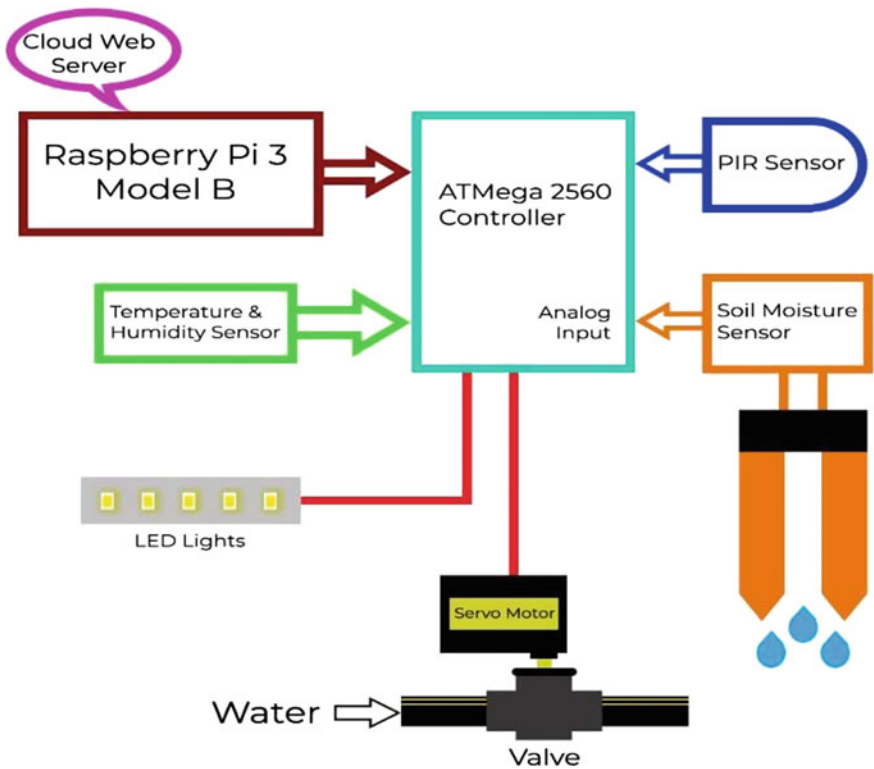 Cloud Web
Server
Raspberry Pi 3
Model B
ATMega 2560
Controller
PIR Sensor
Temperature &
Humidity Sensor
Analog
Input
Soil Moisture
Sensor
LED Lights
Servo Motor
Water
Valve